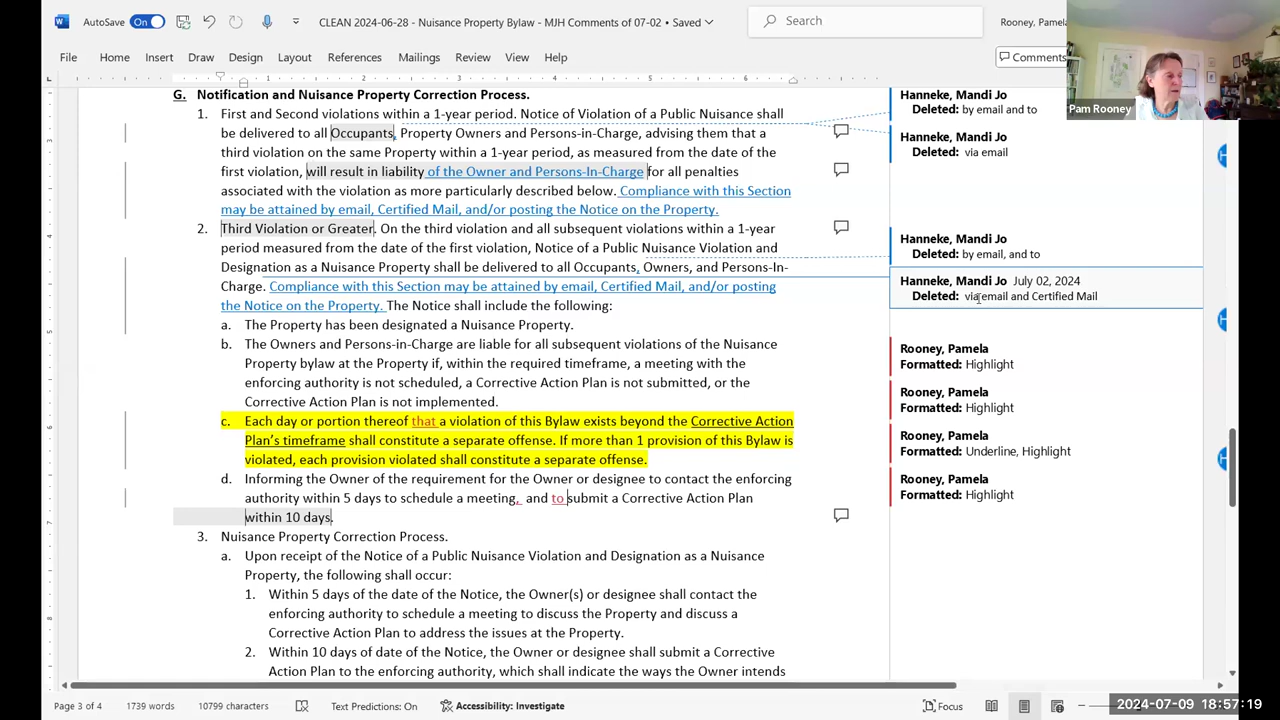 AutoSave On CLEAN 2024-06-28 - Nuisance Property Bylaw - MJH Comments of 07-02 • Saved Search Rooney, Pamela
File Home Insert Draw Design Layout References Mailings Review View Help Comments
Pam Rooney
1 2 3 4 5 6 7
G. Notification and Nuisance Property Correction Process.
1. First and Second violations within a 1-year period. Notice of Violation of a Public Nuisance shall
be delivered to all Occupants, Property Owners and Persons-in-Charge, advising them that a
third violation on the same Property within a 1-year period, as measured from the date of the
first violation, will result in liability of the Owner and Persons-In-Charge for all penalties
associated with the violation as more particularly described below. Compliance with this Section
may be attained by email, Certified Mail, and/or posting the Notice on the Property.
2. Third Violation or Greater. On the third violation and all subsequent violations within a 1-year
period measured from the date of the first violation, Notice of a Public Nuisance Violation and
Designation as a Nuisance Property shall be delivered to all Occupants, Owners, and Persons-In-
Charge. Compliance with this Section may be attained by email, Certified Mail, and/or posting
the Notice on the Property. The Notice shall include the following:
a. The Property has been designated a Nuisance Property.
b. The Owners and Persons-in-Charge are liable for all subsequent violations of the Nuisance
Property bylaw at the Property if, within the required timeframe, a meeting with the
enforcing authority is not scheduled, a Corrective Action Plan is not submitted, or the
Corrective Action Plan is not implemented.
c. Each day or portion thereof that a violation of this Bylaw exists beyond the Corrective Action
Plan's timeframe shall constitute a separate offense. If more than 1 provision of this Bylaw is
violated, each provision violated shall constitute a separate offense.
d. Informing the Owner of the requirement for the Owner or designee to contact the enforcing
authority within 5 days to schedule a meeting, and to submit a Corrective Action Plan
within 10 days.
3. Nuisance Property Correction Process.
a. Upon receipt of the Notice of a Public Nuisance Violation and Designation as a Nuisance
Property, the following shall occur:
1. Within 5 days of the date of the Notice, the Owner(s) or designee shall contact the
enforcing authority to schedule a meeting to discuss the Property and discuss a
Corrective Action Plan to address the issues at the Property.
2. Within 10 days of date of the Notice, the Owner or designee shall submit a Corrective
Action Plan to the enforcing authority, which shall indicate the ways the Owner intends
3
4
5
6
7
8
Hanneke, Mandi Jo
Deleted: by email and to
Hanneke, Mandi Jo
Deleted: via email
Hanneke, Mandi Jo
Deleted: by email, and to
Hanneke, Mandi Jo July 02, 2024
Deleted: via email and Certified Mail
Rooney, Pamela
Formatted: Highlight
Rooney, Pamela
Formatted: Highlight
Rooney, Pamela
Formatted: Underline, Highlight
Rooney, Pamela
Formatted: Highlight
Page 3 of 4 1739 words 10799 characters Text Predictions: On Accessibility: Investigate Focus
2024-07-09 18:57:19